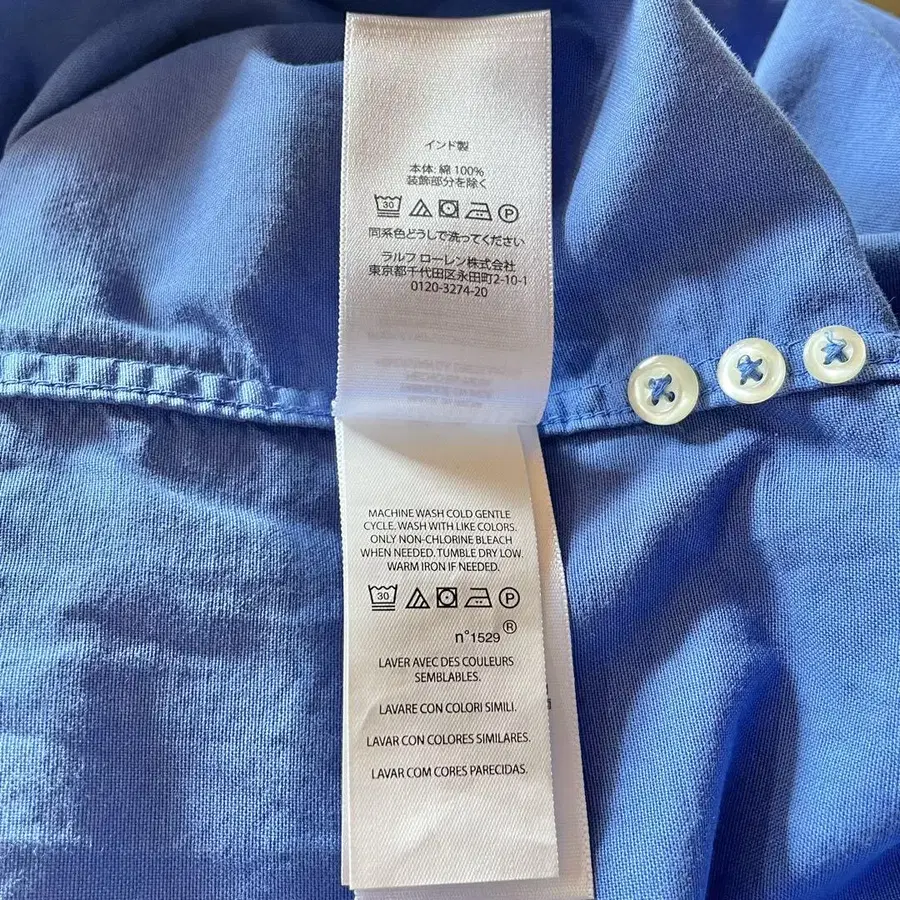 インド製
本体: 綿 100%
装飾部分を除く
30 P
同系色どうしで洗ってください
ラルフ ローレン株式会社
東京都千代田区永田町2-10-1
0120-3274-20
MACHINE WASH COLD GENTLE
CYCLE. WASH WITH LIKE COLORS.
ONLY NON-CHLORINE BLEACH
WHEN NEEDED. TUMBLE DRY LOW.
WARM IRON IF NEEDED.
30 P
n°1529®
LAVER AVEC DES COULEURS
SEMBLABLES.
LAVARE CON COLORI SIMILI.
LAVAR CON COLORES SIMILARES.
LAVAR COM CORES PARECIDAS.